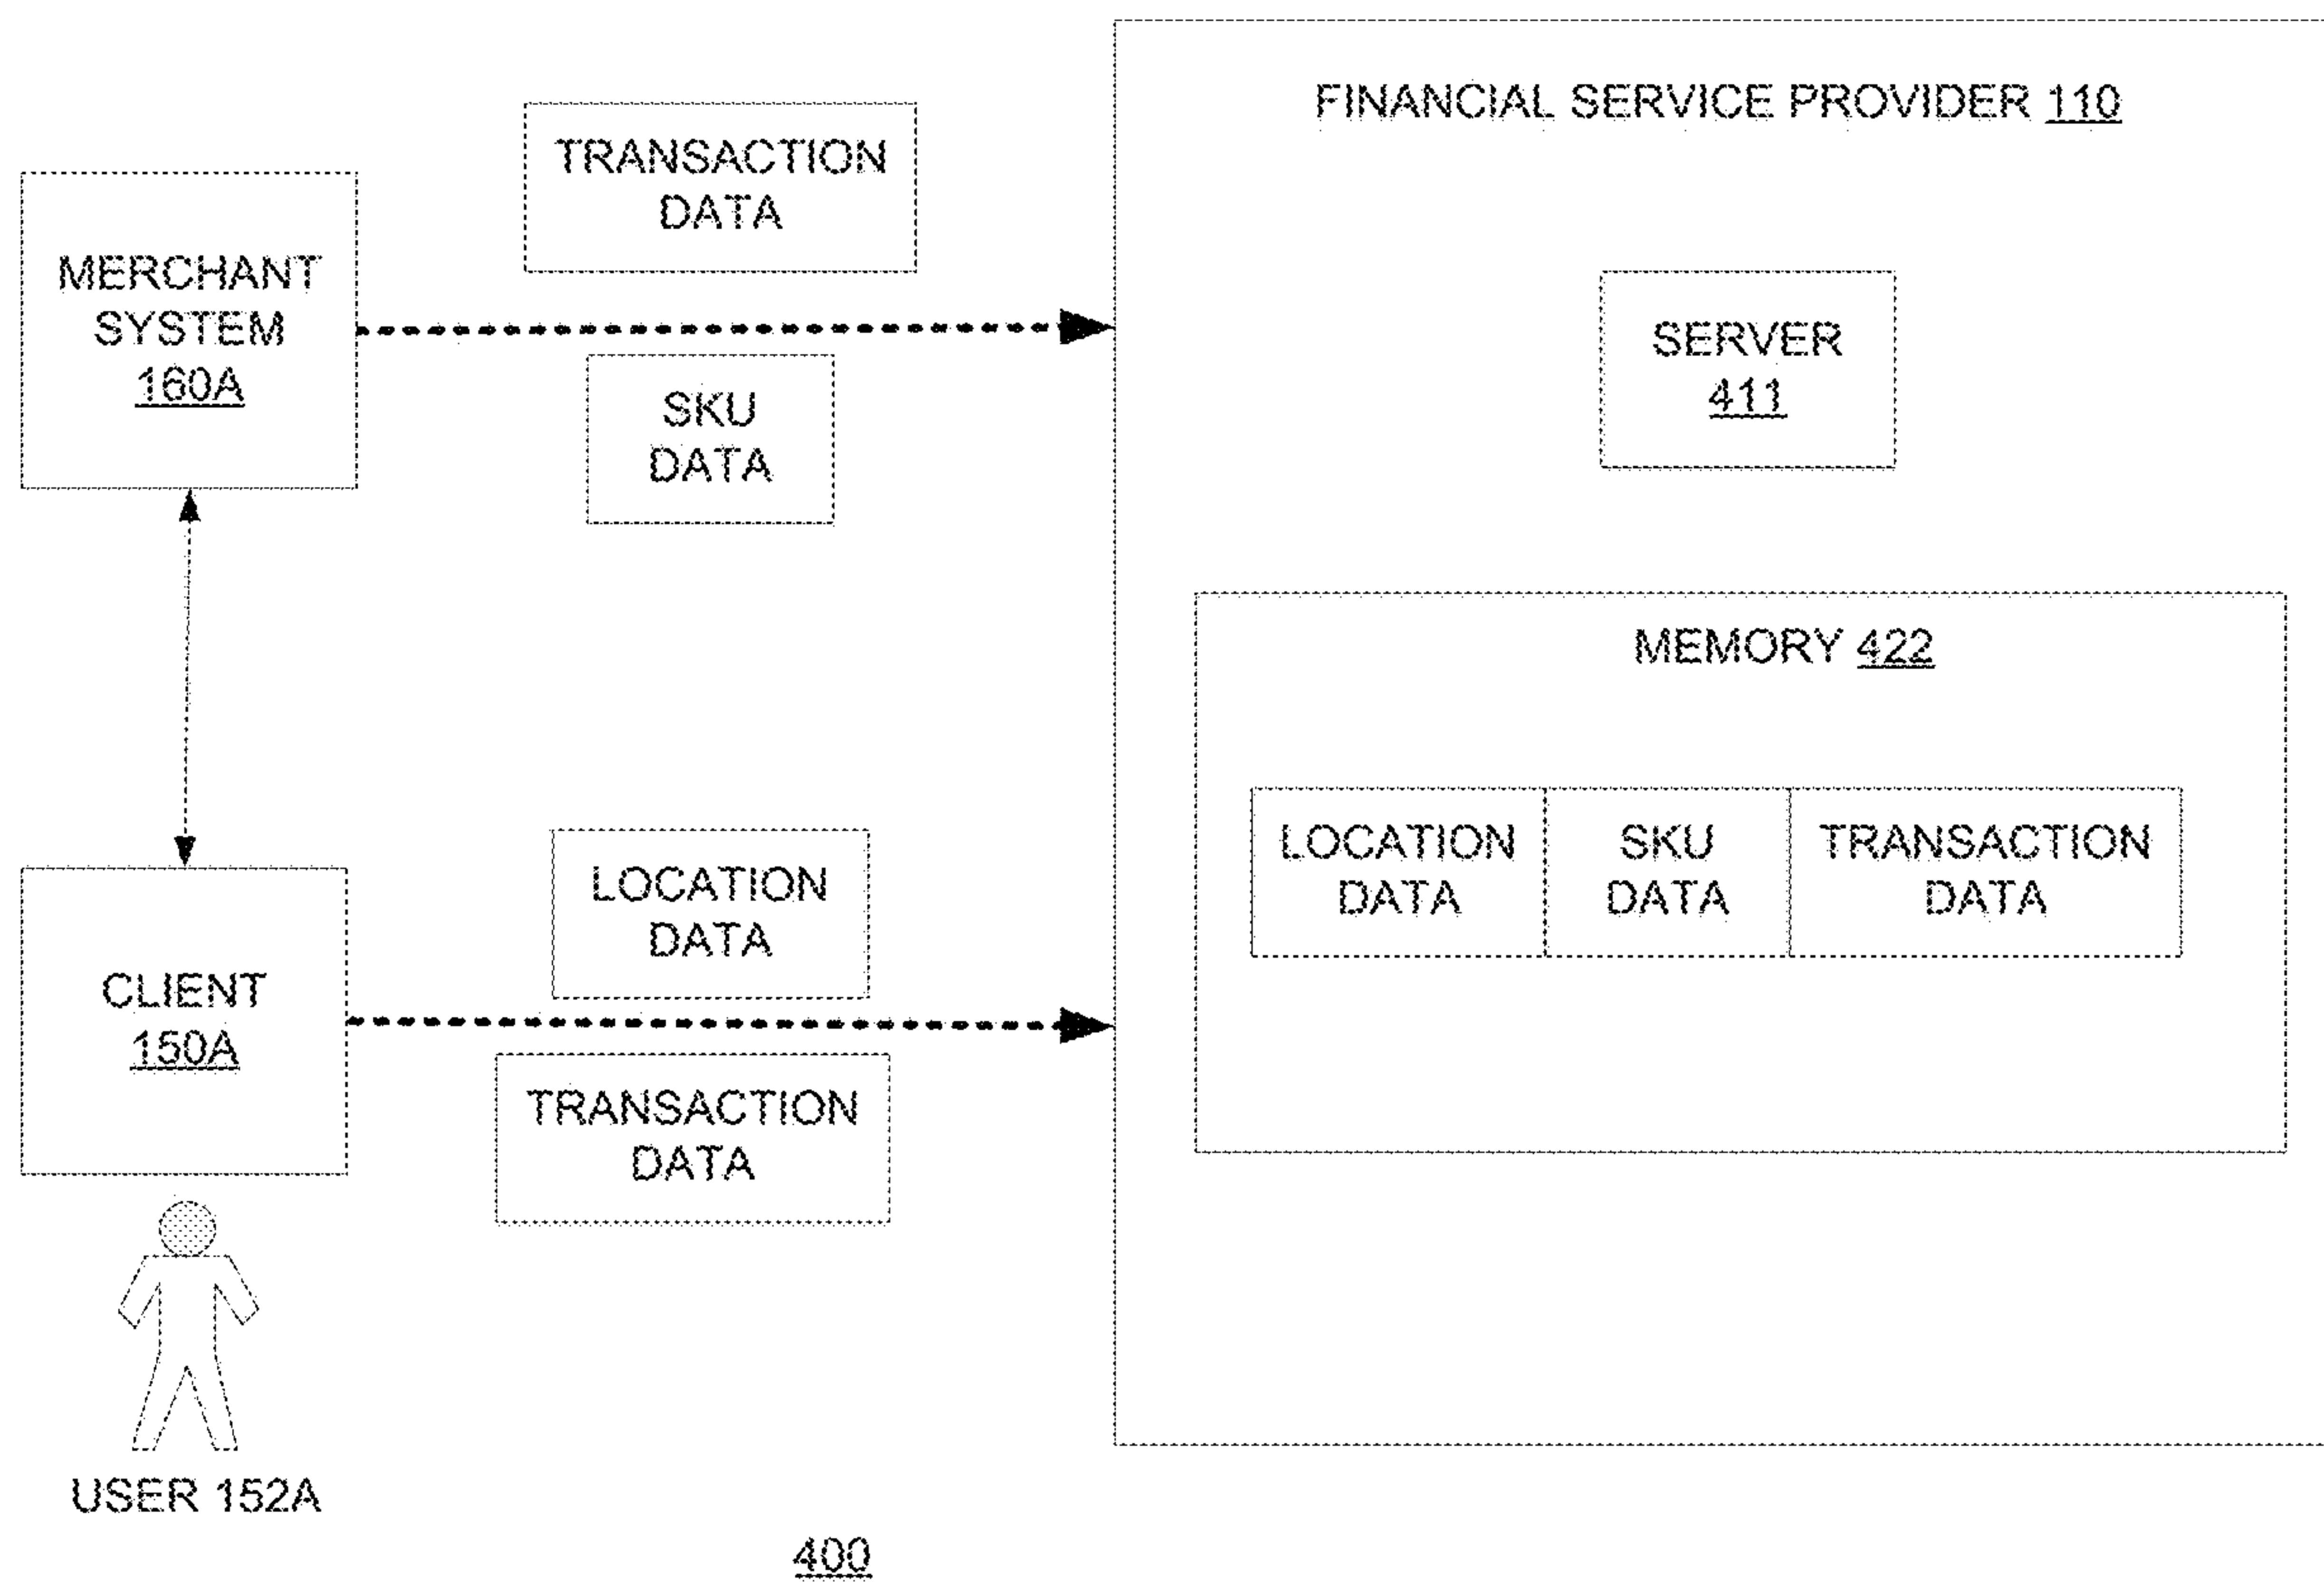 FINANCIAL SERVICE PROVIDER 110
TRANSACTION
DATA
MERCHANT
SYSTEM
160A
SKU
DATA
SERVER
411
MEMORY 422
LOCATION
DATA
SKU
DATA
TRANSACTION
DATA
LOCATION
DATA
CLIENT
150A
TRANSACTION
DATA
USER 152A
400